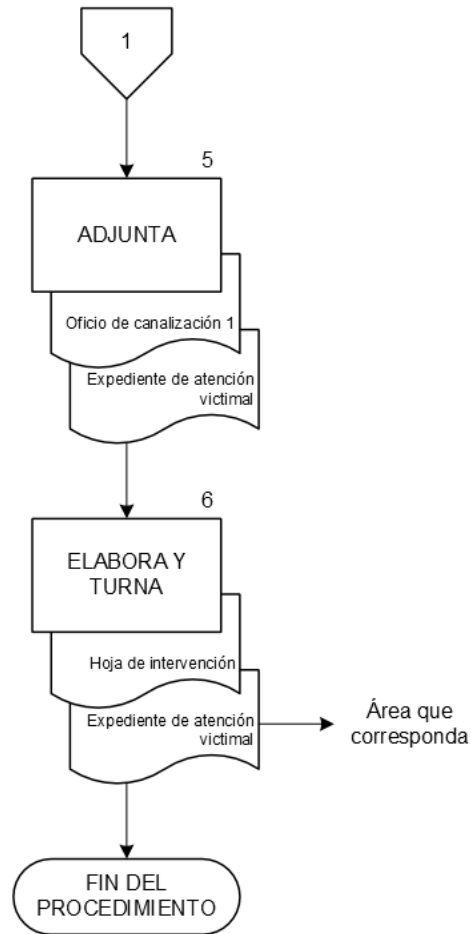 1
5
ADJUNTA
Oficio de canalización 1
Expediente de atención
victimal
6
ELABORA Y
TURNA
Hoja de intervención
Expediente de atención
victimal
Área que
corresponda
FIN DEL
PROCEDIMIENTO